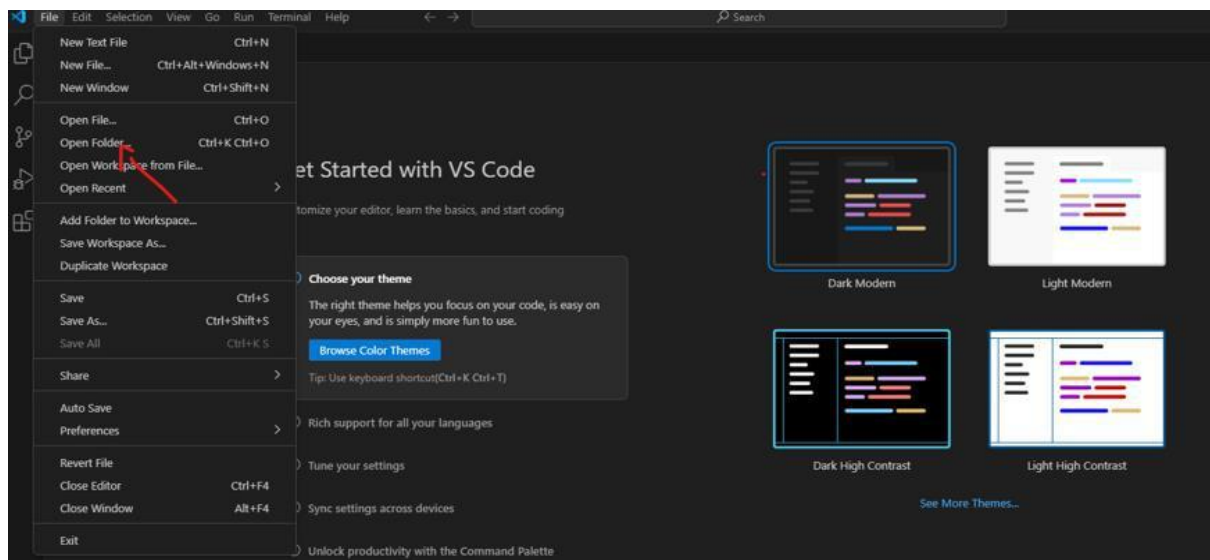 File Edit Selection View Go Run Terminal Help
Search
New Text File Ctrl+N
New File... Ctrl+Alt+Windows+N
New Window Ctrl+Shift+N
Open File... Ctrl+O
Open Folder... Ctrl+K Ctrl+O
Open Workspace from File...
Open Recent
Add Folder to Workspace...
Save Workspace As...
Duplicate Workspace
Save Ctrl+S
Save As... Ctrl+Shift+S
Save All Ctrl+K S
Share
Auto Save
Preferences
Revert File
Close Editor Ctrl+F4
Close Window Alt+F4
Exit
et Started with VS Code
tomize your editor, learn the basics, and start coding
Choose your theme
The right theme helps you focus on your code, is easy on
your eyes, and is simply more fun to use.
Browse Color Themes
Tip: Use keyboard shortcut(Ctrl+K Ctrl+T)
Rich support for all your languages
Tune your settings
Sync settings across devices
Unlock productivity with the Command Palette
Dark Modern
Light Modern
Dark High Contrast
Light High Contrast
See More Themes...